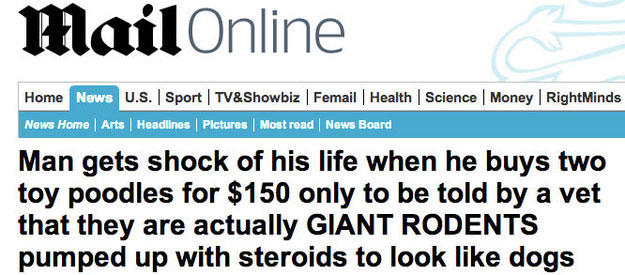 Mail Online
Home | News U.S. | Sport | TV&Showbiz | Femail | Health | Science | Money | RightMinds
News Home | Arts | Headlines | Pictures | Most read | News Board
Man gets shock of his life when he buys two
toy poodles for $150 only to be told by a vet
that they are actually GIANT RODENTS
pumped up with steroids to look like dogs